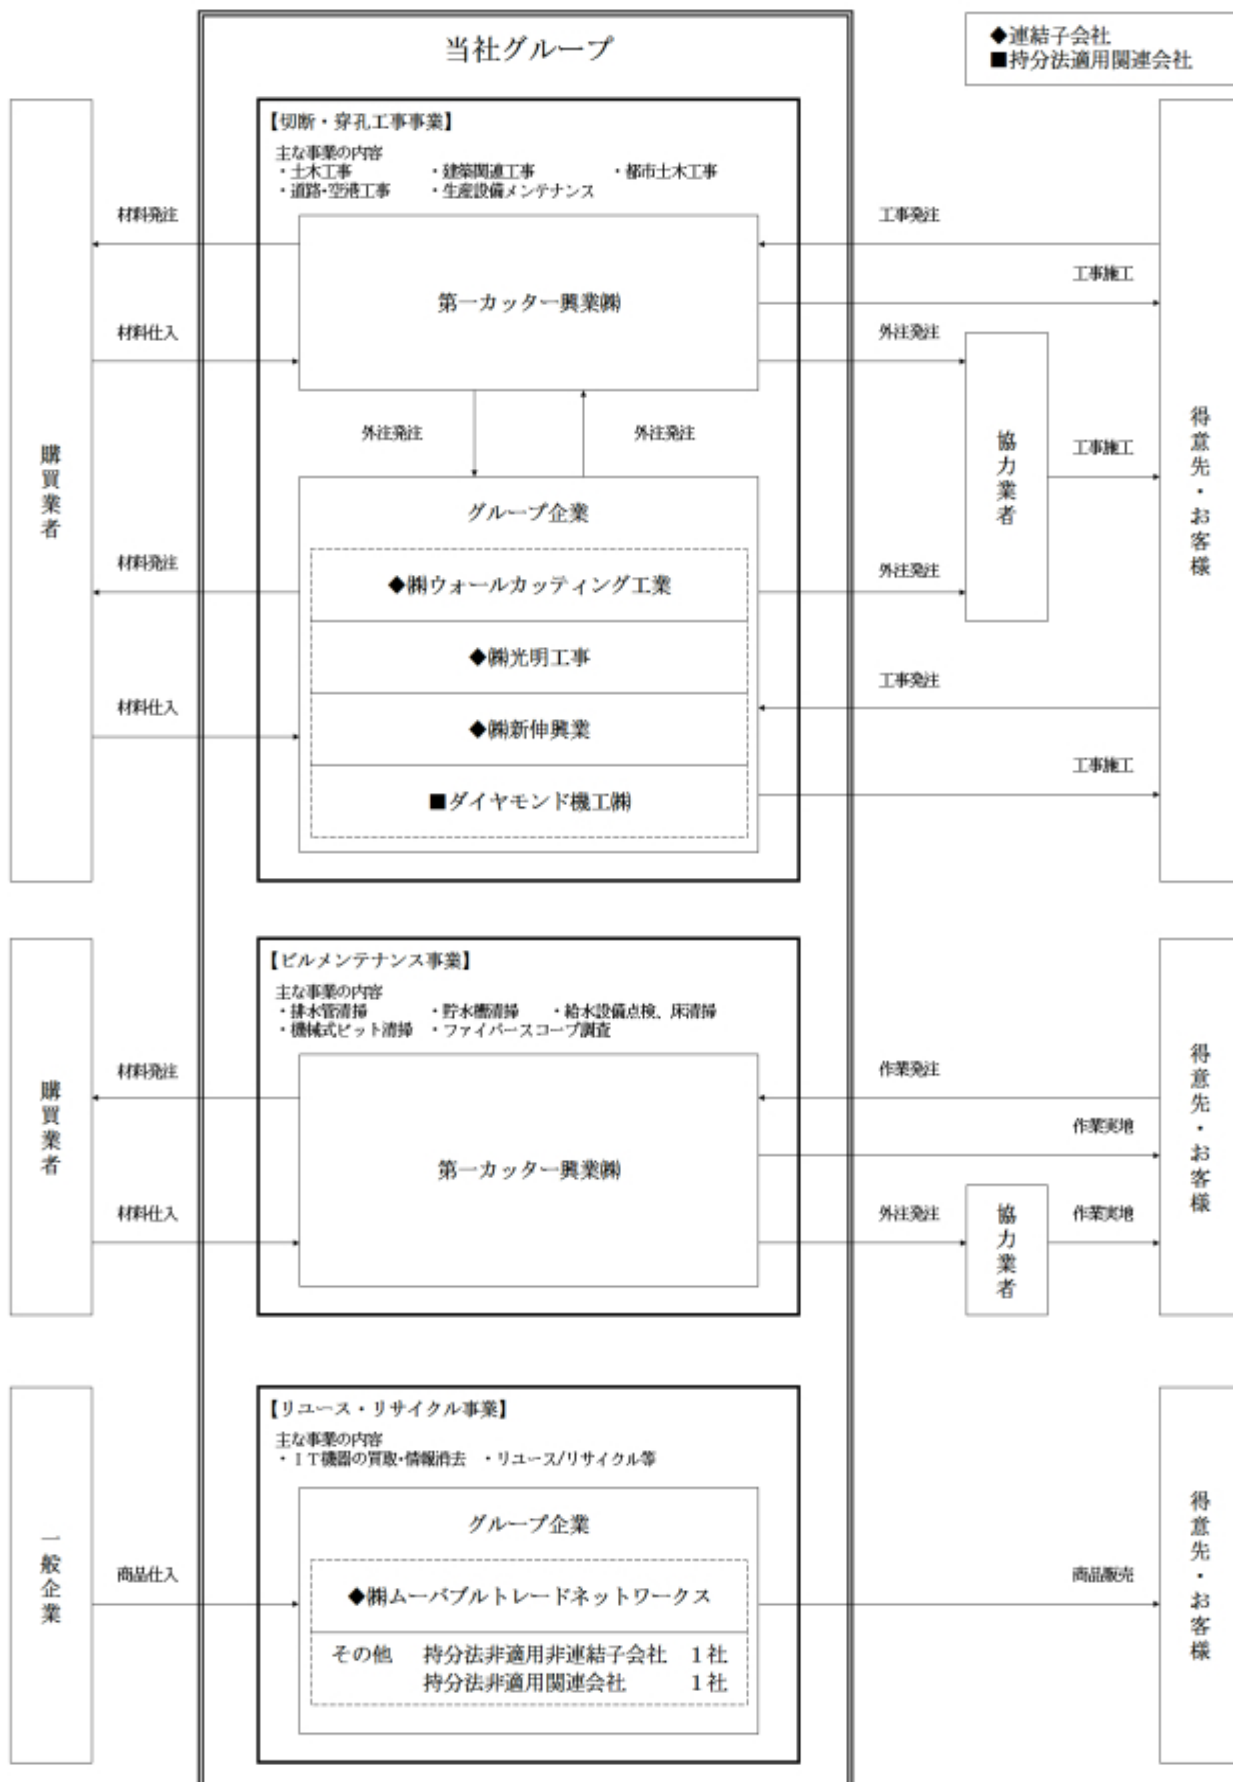 当社グループ
◆連結子会社
■持分法適用関連会社
【切断・穿孔工事事業】
主な事業の内容
・土木工事 ・建築関連工事 ・都市土木工事
・道路・空港工事 ・生産設備メンテナンス
材料発注
工事発注
工事施工
第一カッター興業㈱
材料仕入
外注発注
外注発注
外注発注
購買業者
協力業者
工事施工
得意先・お客様
グループ企業
材料発注
◆㈱ウォールカッティング工業
外注発注
◆㈱光明工事
工事発注
材料仕入
◆㈱新伸興業
工事施工
■ダイヤモンド機工㈱
【ビルメンテナンス事業】
主な事業の内容
・排水管清掃 ・貯水槽清掃 ・給水設備点検、床清掃
・機械式ピット清掃 ・ファイバースコープ調査
材料発注
作業発注
作業実地
購買業者
第一カッター興業㈱
得意先・お客様
材料仕入
外注発注
協力業者
作業実地
【リユース・リサイクル事業】
主な事業の内容
・ＩＴ機器の買取・情報消去 ・リユース/リサイクル等
グループ企業
一般企業
商品仕入
◆㈱ムーバブルトレードネットワークス
商品販売
得意先・お客様
その他 持分法非適用非連結子会社 １社
持分法非適用関連会社 １社